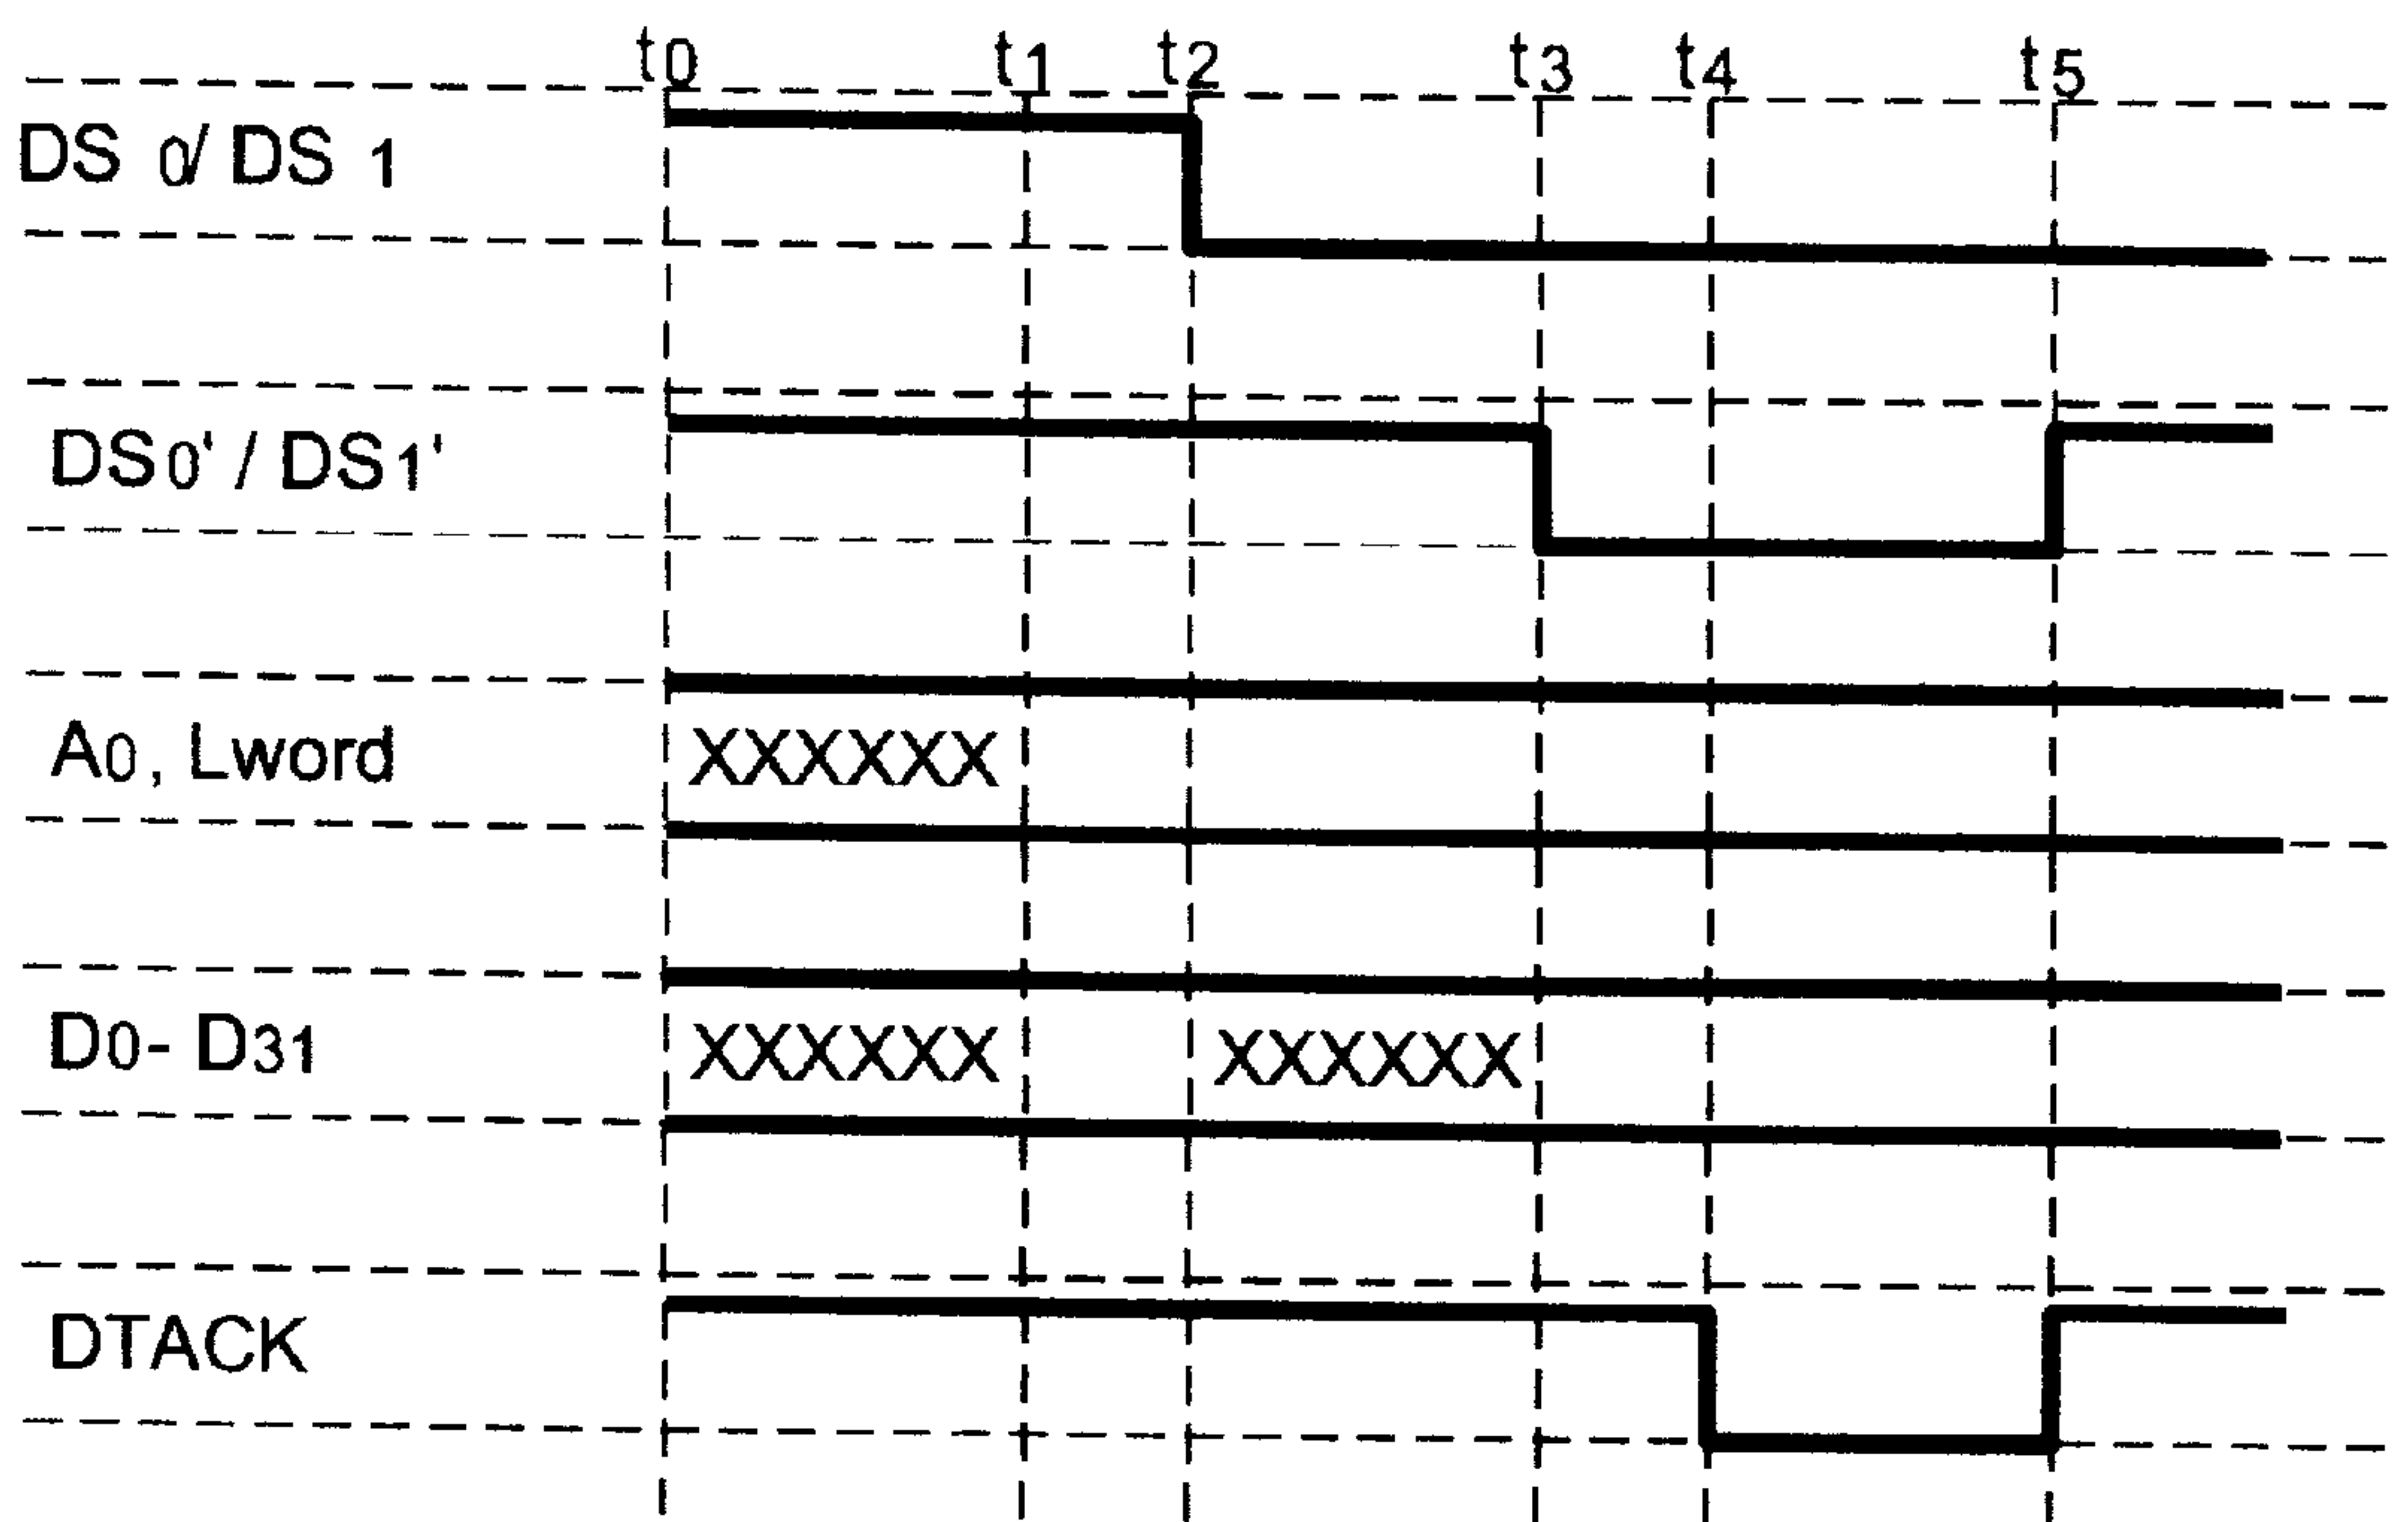 t0 t1 t2 t3 t4 t5
DS 0/ DS 1
DS0' / DS1'
A0, Lword
XXXXXX
D0- D31
XXXXXX XXXXXX
DTACK